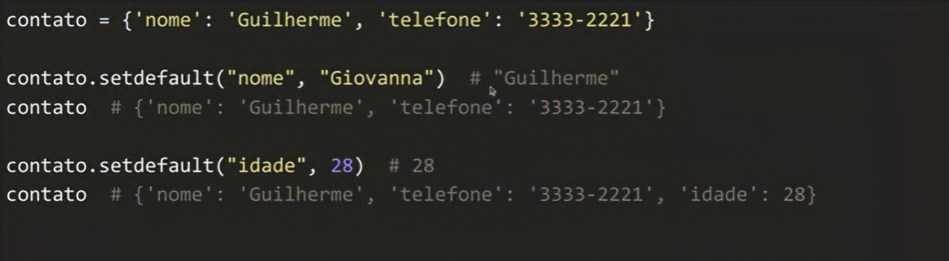 contato = {'nome': 'Guilherme', 'telefone': '3333-2221'}
contato.setdefault("nome", "Giovanna")  # "Guilherme"
contato  # {'nome': 'Guilherme', 'telefone': '3333-2221'}
contato.setdefault("idade", 28)  # 28
contato  # {'nome': 'Guilherme', 'telefone': '3333-2221', 'idade': 28}